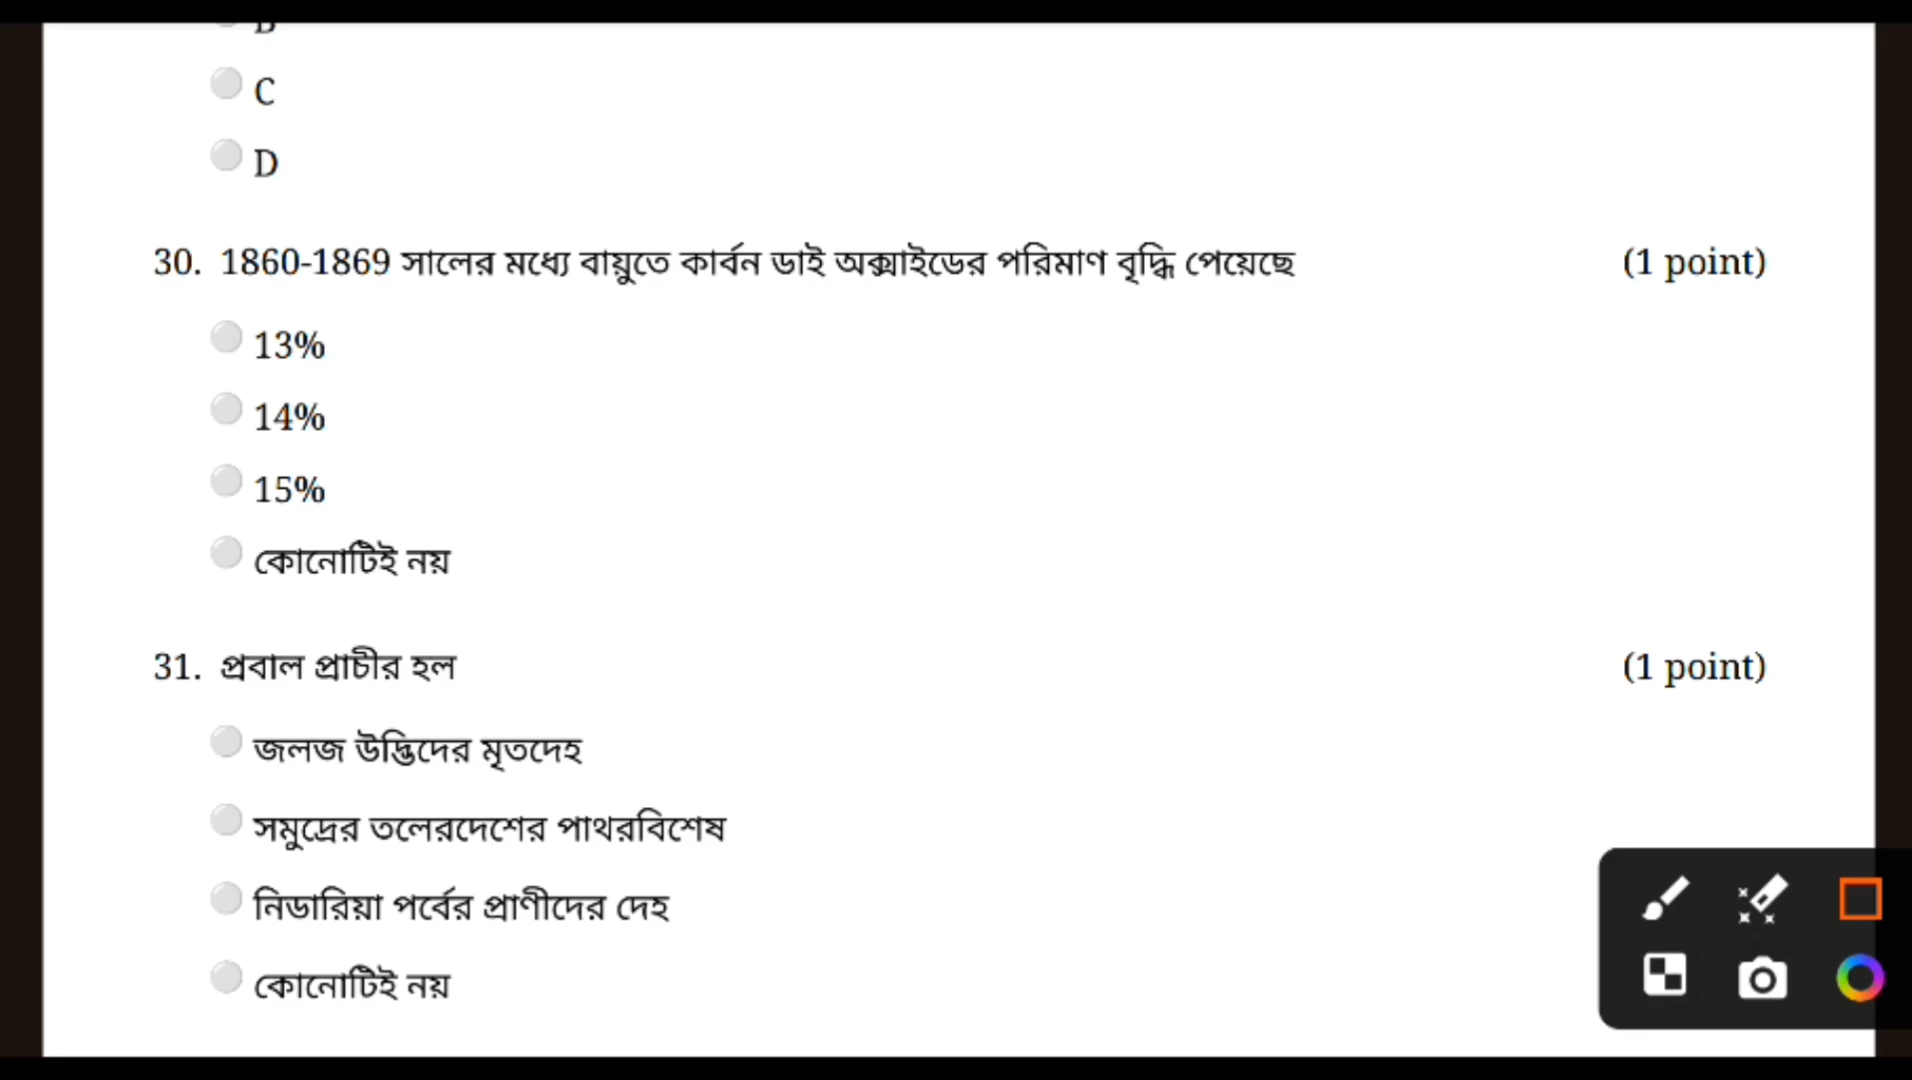 C
D
30. 1860-1869 সালের মধ্যে বায়ুতে কার্বন ডাই অক্সাইডের পরিমাণ বৃদ্ধি পেয়েছে (1 point)
13%
14%
15%
কোনোটিই নয়
31. প্রবাল প্রাচীর হল (1 point)
জলজ উদ্ভিদের মৃতদেহ
সমুদ্রের তলেরদেশের পাথরবিশেষ
নিডারিয়া পর্বের প্রাণীদের দেহ
কোনোটিই নয়